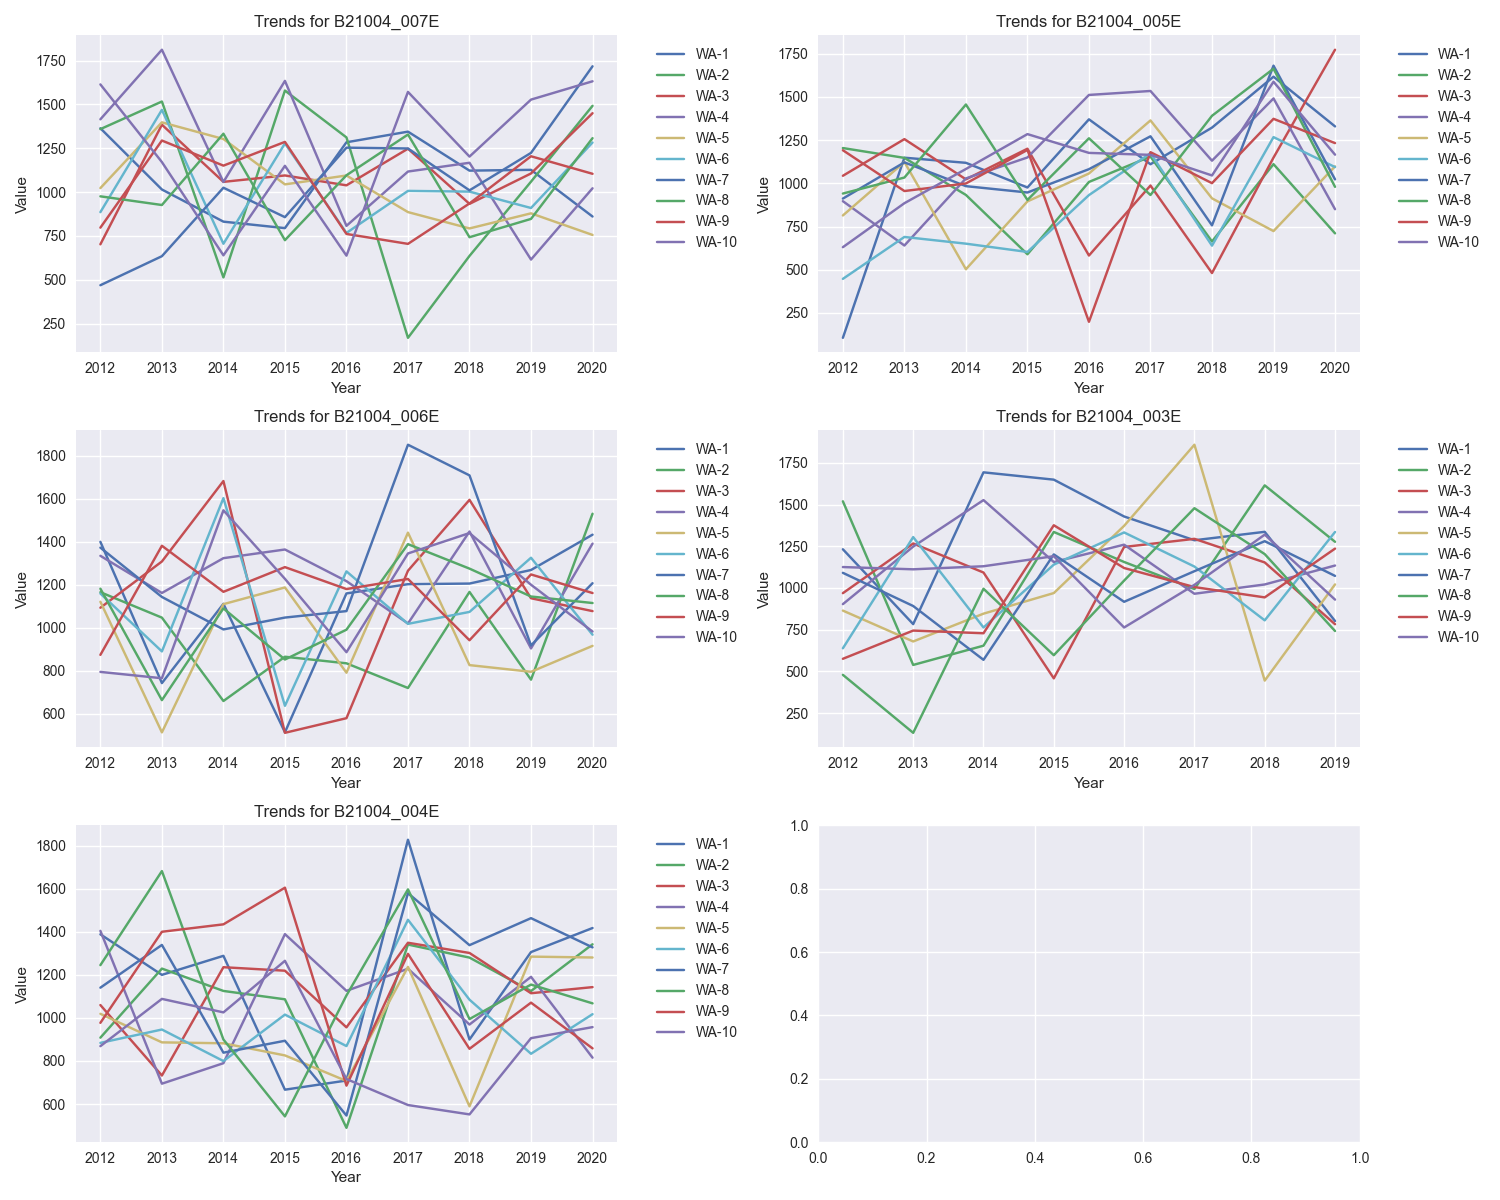 Trends for B21004_007E
1750
1500
1250
1000
750
500
250
Value
2012 2013 2014 2015 2016 2017 2018 2019 2020
Year
WA-1
WA-2
WA-3
WA-4
WA-5
WA-6
WA-7
WA-8
WA-9
WA-10
Trends for B21004_005E
1750
1500
1250
1000
750
500
250
Value
2012 2013 2014 2015 2016 2017 2018 2019 2020
Year
WA-1
WA-2
WA-3
WA-4
WA-5
WA-6
WA-7
WA-8
WA-9
WA-10
Trends for B21004_006E
1800
1600
1400
1200
1000
800
600
Value
2012 2013 2014 2015 2016 2017 2018 2019 2020
Year
WA-1
WA-2
WA-3
WA-4
WA-5
WA-6
WA-7
WA-8
WA-9
WA-10
Trends for B21004_003E
1750
1500
1250
1000
750
500
250
Value
2012 2013 2014 2015 2016 2017 2018 2019
Year
WA-1
WA-2
WA-3
WA-4
WA-5
WA-6
WA-7
WA-8
WA-9
WA-10
Trends for B21004_004E
1800
1600
1400
1200
1000
800
600
Value
2012 2013 2014 2015 2016 2017 2018 2019 2020
Year
WA-1
WA-2
WA-3
WA-4
WA-5
WA-6
WA-7
WA-8
WA-9
WA-10
1.0
0.8
0.6
0.4
0.2
0.0
0.0 0.2 0.4 0.6 0.8 1.0